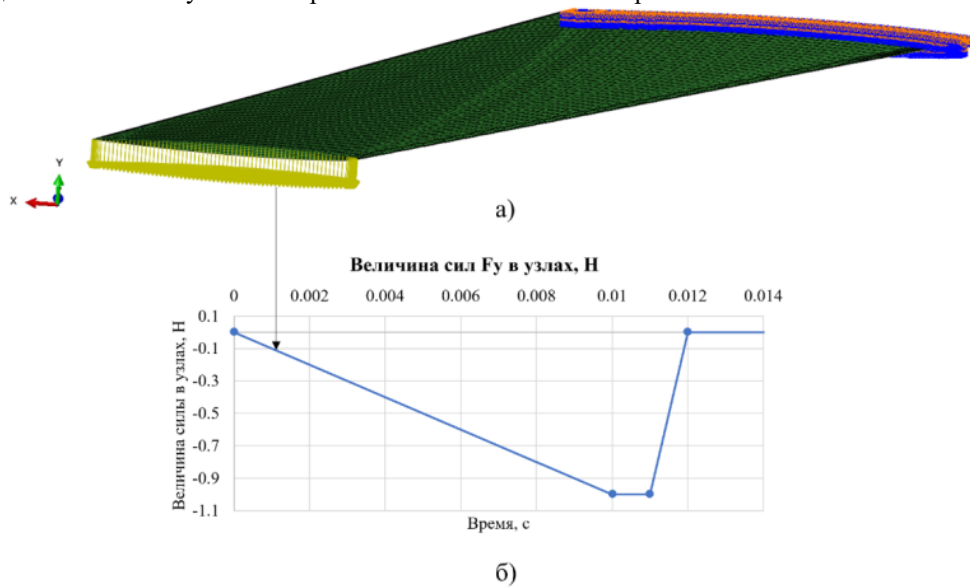 Y
X
а)
Величина сил Fy в узлах, Н
0 0.002 0.004 0.006 0.008 0.01 0.012 0.014
0.1
-0.1
-0.3
-0.5
-0.7
-0.9
-1.1
Величина силы в узлах, Н
Время, с
б)